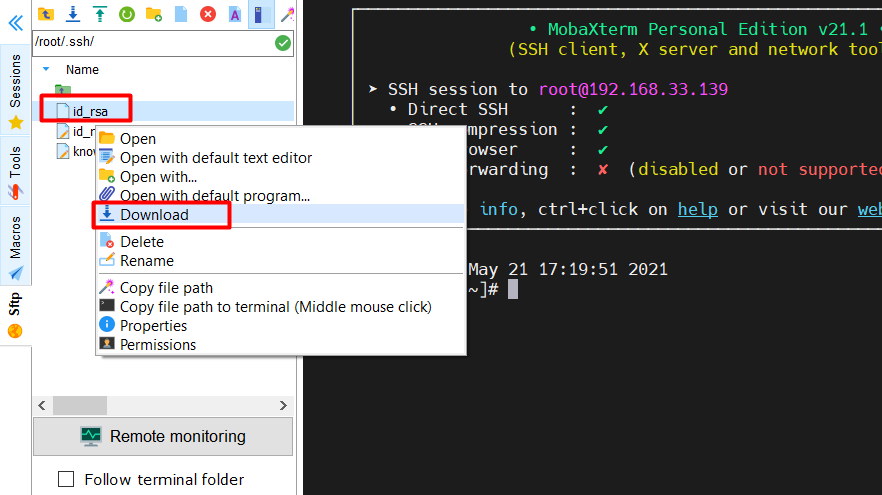 /root/.ssh/
Name
id_rsa
id_r
know
Open
Open with default text editor
Open with...
Open with default program...
Download
Delete
Rename
Copy file path
Copy file path to terminal (Middle mouse click)
Properties
Permissions
Remote monitoring
Follow terminal folder
Sessions
Tools
Macros
Sftp
• MobaXterm Personal Edition v21.1 •
(SSH client, X server and network tool
➤ SSH session to root@192.168.33.139
• Direct SSH : ✔
mpression : ✔
owser : ✔
rwarding : ✘ (disabled or not supported
info, ctrl+click on help or visit our web
May 21 17:19:51 2021
~]#